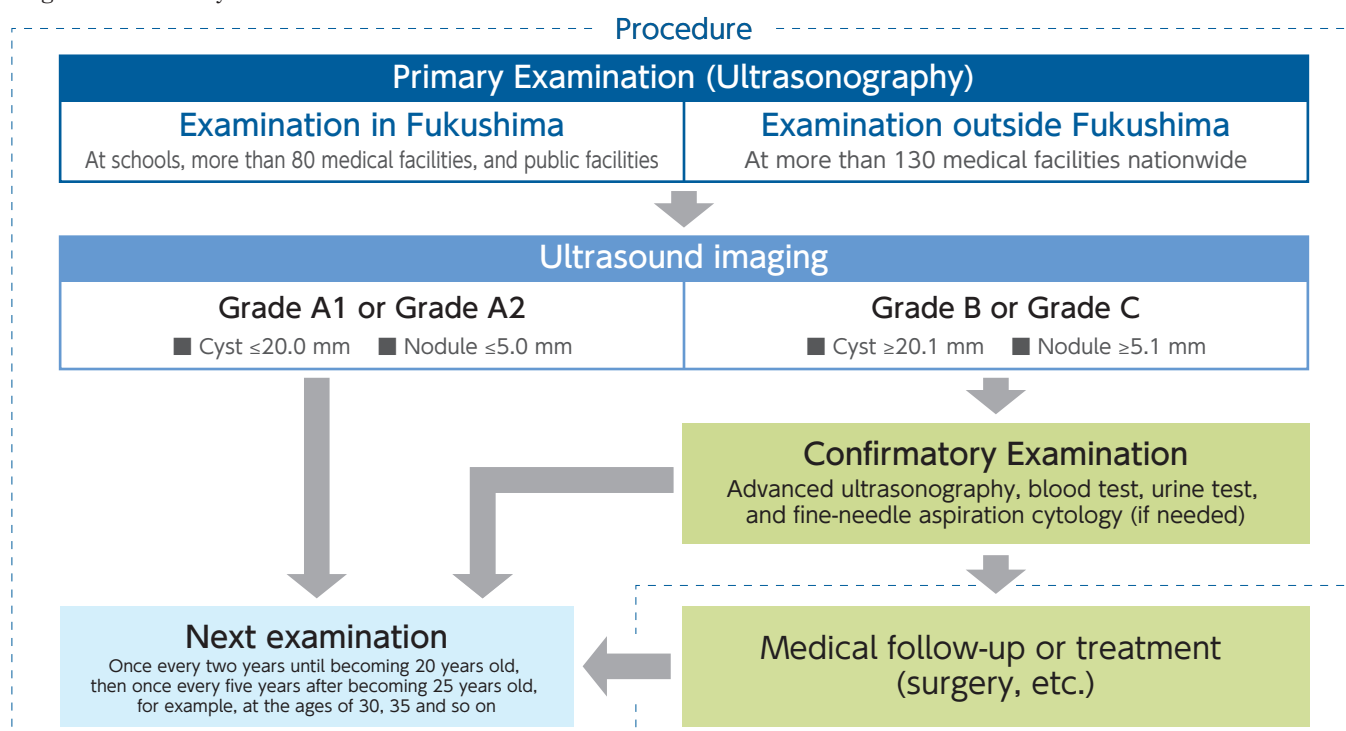 Procedure
Primary Examination (Ultrasonography)
Examination in Fukushima
At schools, more than 80 medical facilities, and public facilities
Examination outside Fukushima
At more than 130 medical facilities nationwide
Ultrasound imaging
Grade A1 or Grade A2
■ Cyst ≤20.0 mm ■ Nodule ≤5.0 mm
Grade B or Grade C
■ Cyst ≥20.1 mm ■ Nodule ≥5.1 mm
Confirmatory Examination
Advanced ultrasonography, blood test, urine test,
and fine-needle aspiration cytology (if needed)
Next examination
Once every two years until becoming 20 years old,
then once every five years after becoming 25 years old,
for example, at the ages of 30, 35 and so on
Medical follow-up or treatment
(surgery, etc.)